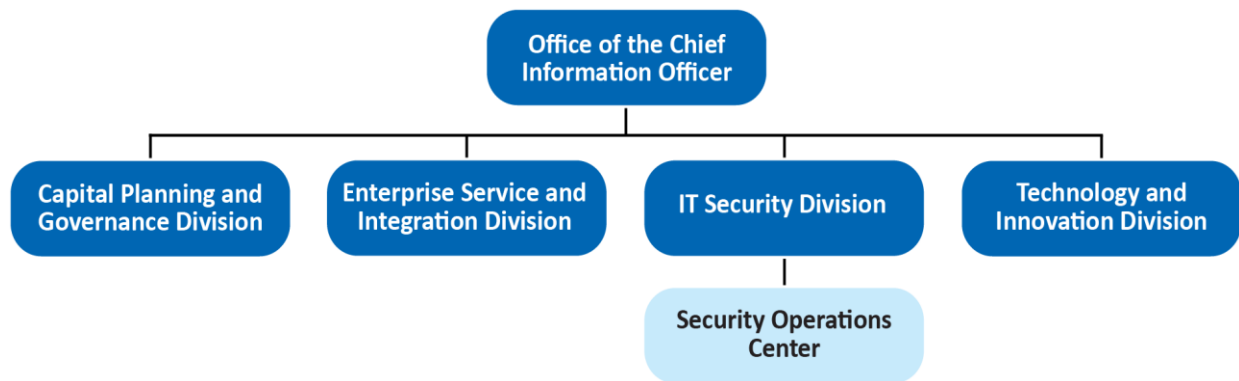 Office of the Chief
Information Officer
Capital Planning and
Governance Division
Enterprise Service and
Integration Division
IT Security Division
Technology and
Innovation Division
Security Operations
Center